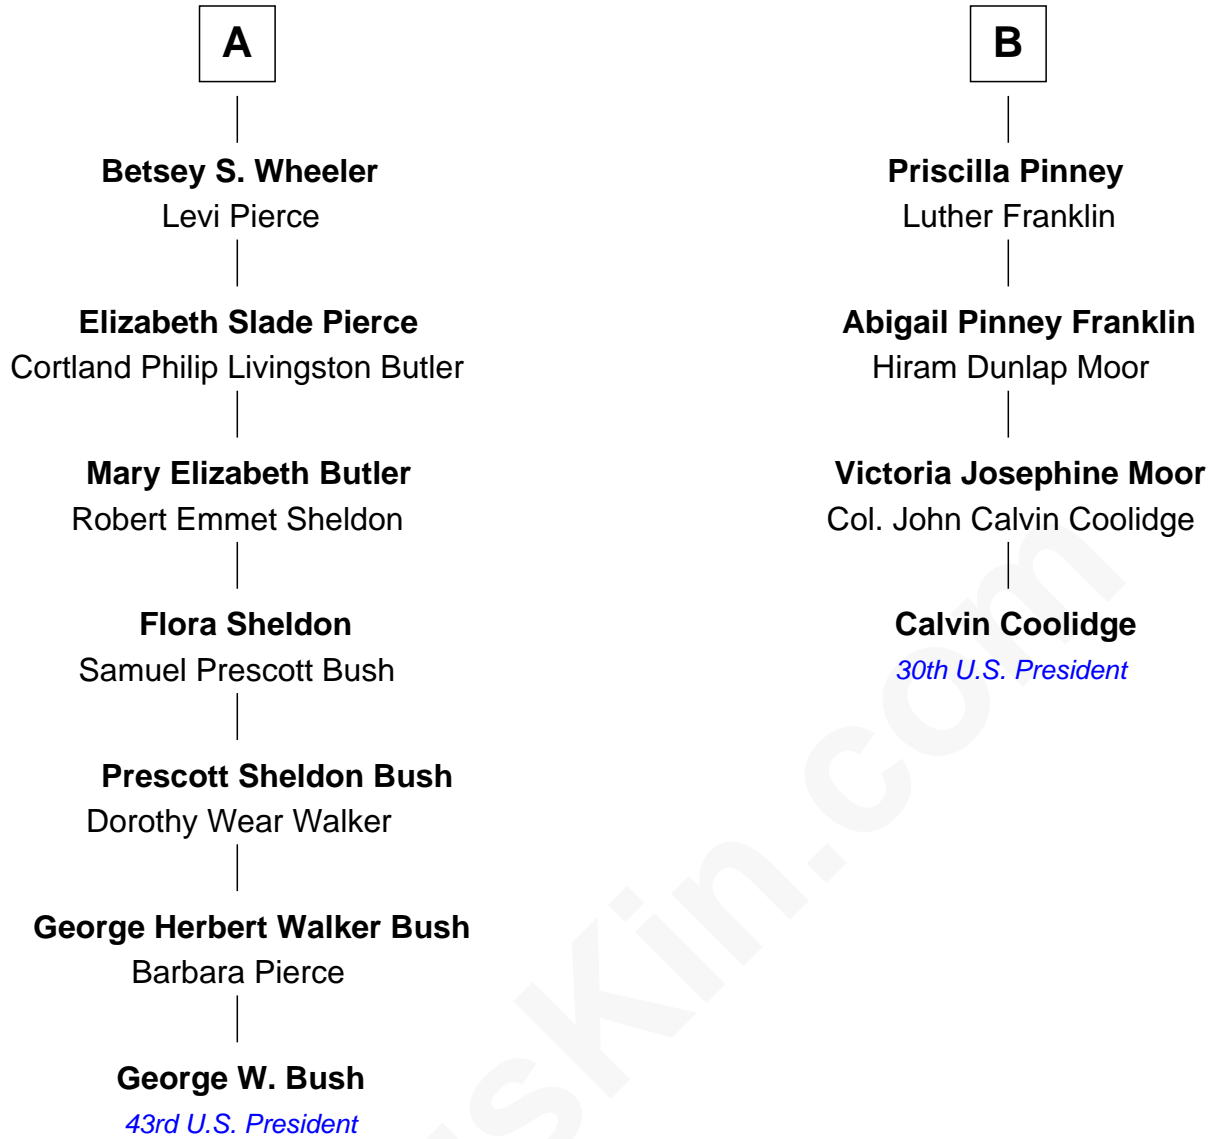 A
Betsey S. Wheeler
Levi Pierce
Elizabeth Slade Pierce
Cortland Philip Livingston Butler
Mary Elizabeth Butler
Robert Emmet Sheldon
Flora Sheldon
Samuel Prescott Bush
Prescott Sheldon Bush
Dorothy Wear Walker
George Herbert Walker Bush
Barbara Pierce
George W. Bush
43rd U.S. President
B
Priscilla Pinney
Luther Franklin
Abigail Pinney Franklin
Hiram Dunlap Moor
Victoria Josephine Moor
Col. John Calvin Coolidge
Calvin Coolidge
30th U.S. President